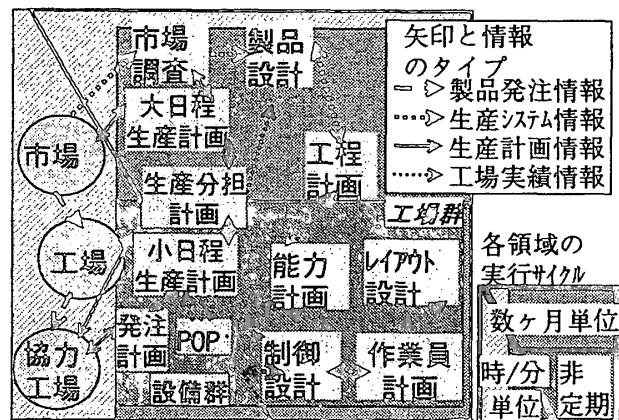 市場
調査
製品
設計
大日程
生産計画
市場
工程
計画
生産分担
計画
工場群
工場
小日程
生産計画
能力
計画
レイアウト
設計
発注
計画
POP
協力
工場
設備群
制御
設計
作業員
計画
矢印と情報
のタイプ
製品発注情報
生産システム情報
生産計画情報
工場実績情報
各領域の
実行サイクル
数ヶ月単位
時/分
単位
非
定期